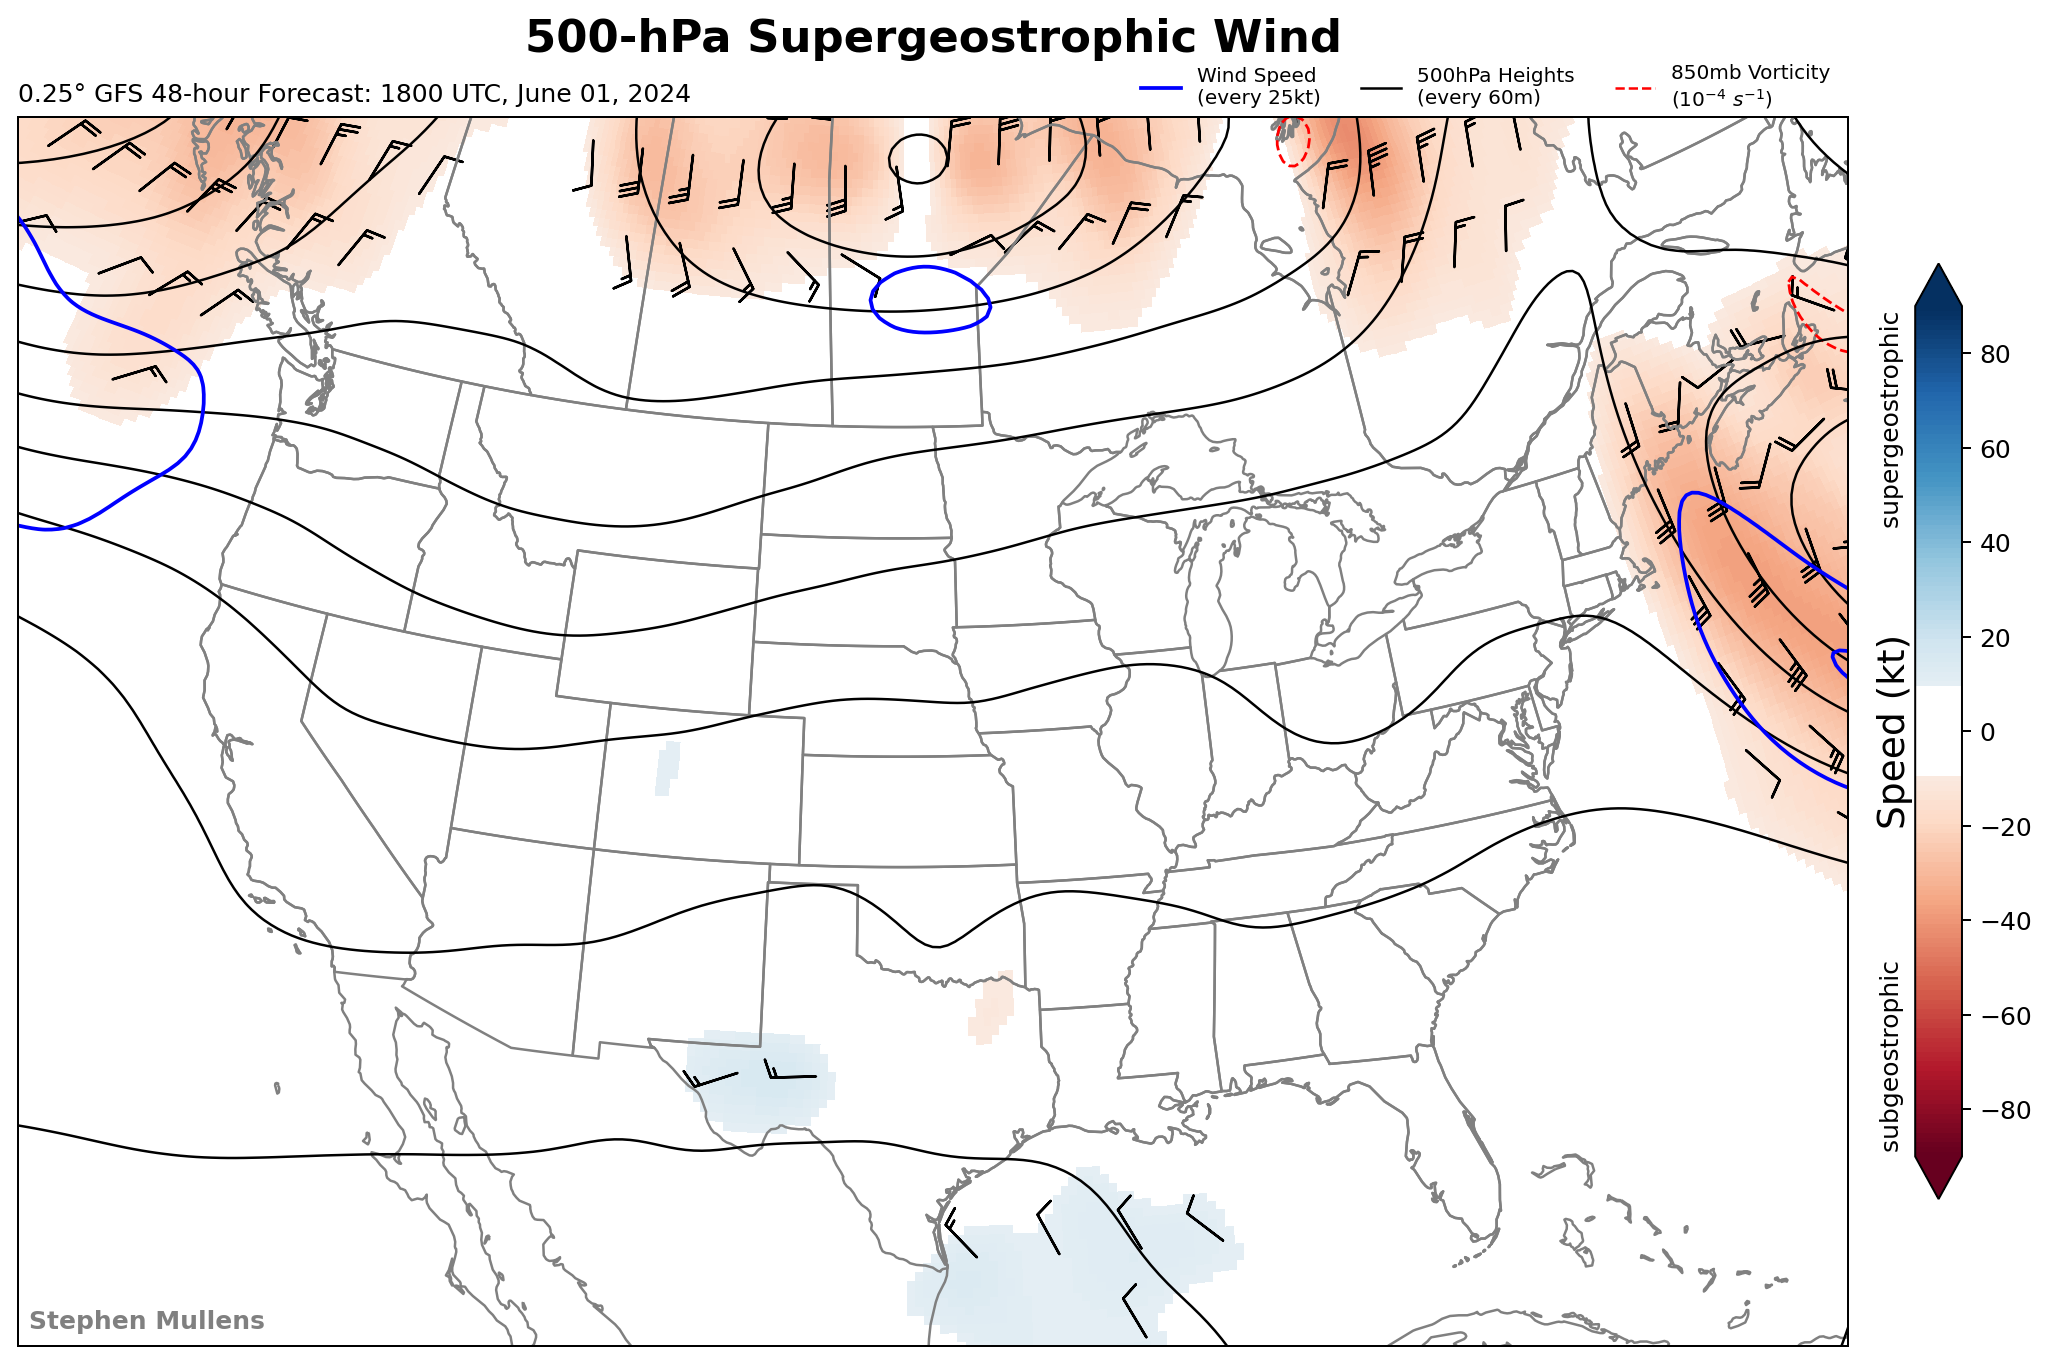 500-hPa Supergeostrophic Wind
0.25° GFS 48-hour Forecast: 1800 UTC, June 01, 2024
Wind Speed
(every 25kt)
500hPa Heights
(every 60m)
850mb Vorticity
(10⁻⁴ s⁻¹)
supergeostrophic
Speed (kt)
subgeostrophic
80
60
40
20
0
−20
−40
−60
−80
Stephen Mullens